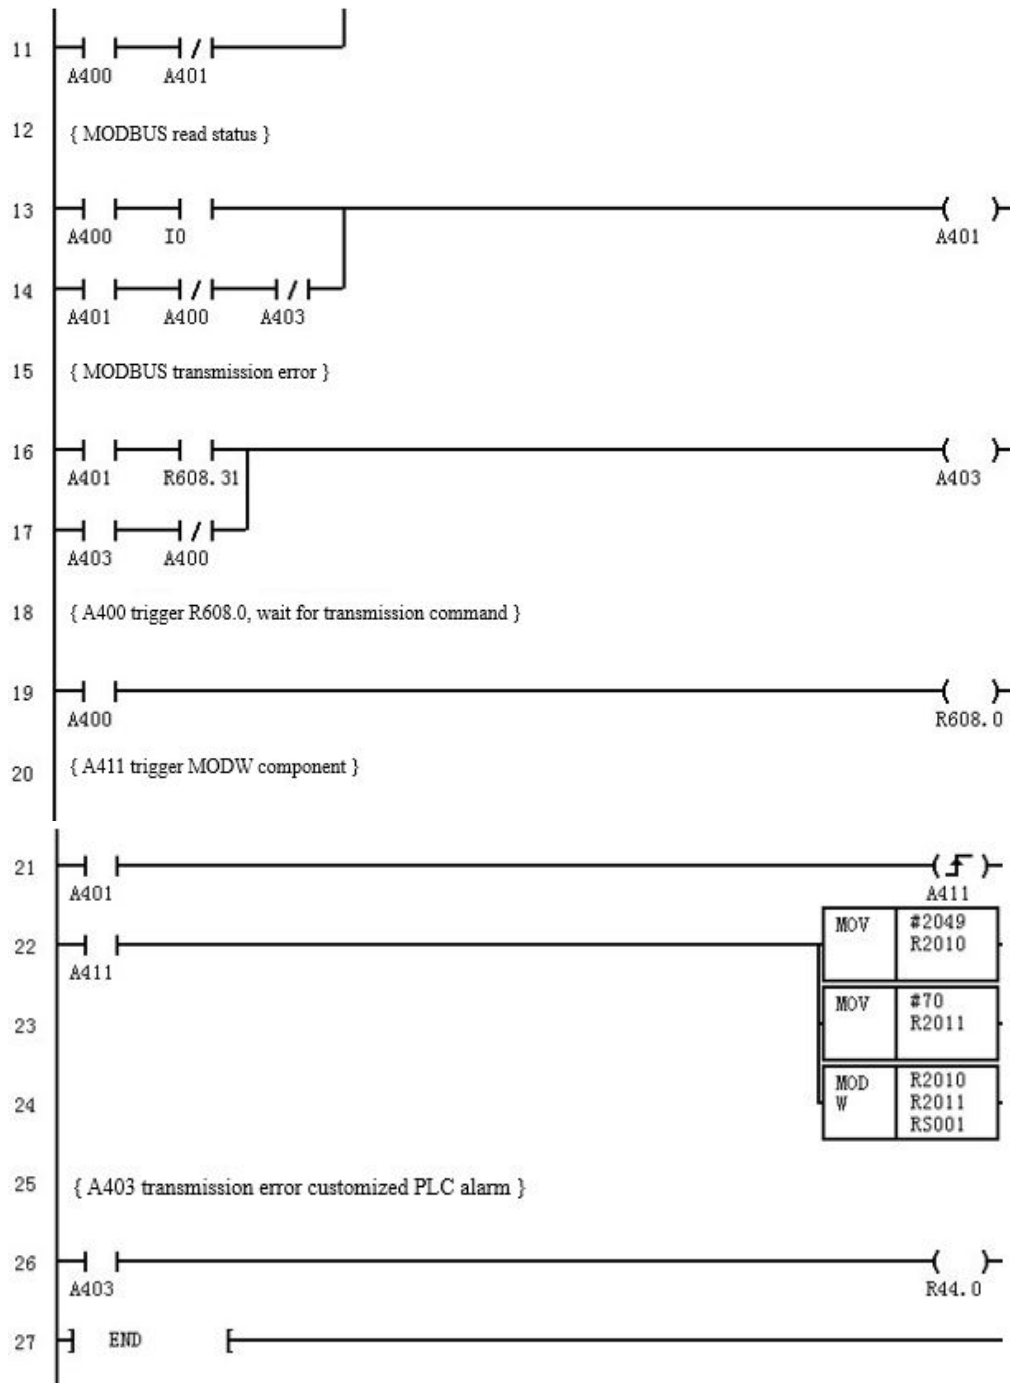 11
A400 A401
12 { MODBUS read status }
13
A400 I0 A401
14
A401 A400 A403
15 { MODBUS transmission error }
16
A401 R608.31 A403
17
A403 A400
18 { A400 trigger R608.0, wait for transmission command }
19
A400 R608.0
20 { A411 trigger MODW component }
21
A401 A411
MOV #2049
22 R2010
A411
MOV #70
23 R2011
MOD R2010
24 W R2011
RS001
25 { A403 transmission error customized PLC alarm }
26
A403 R44.0
27 END